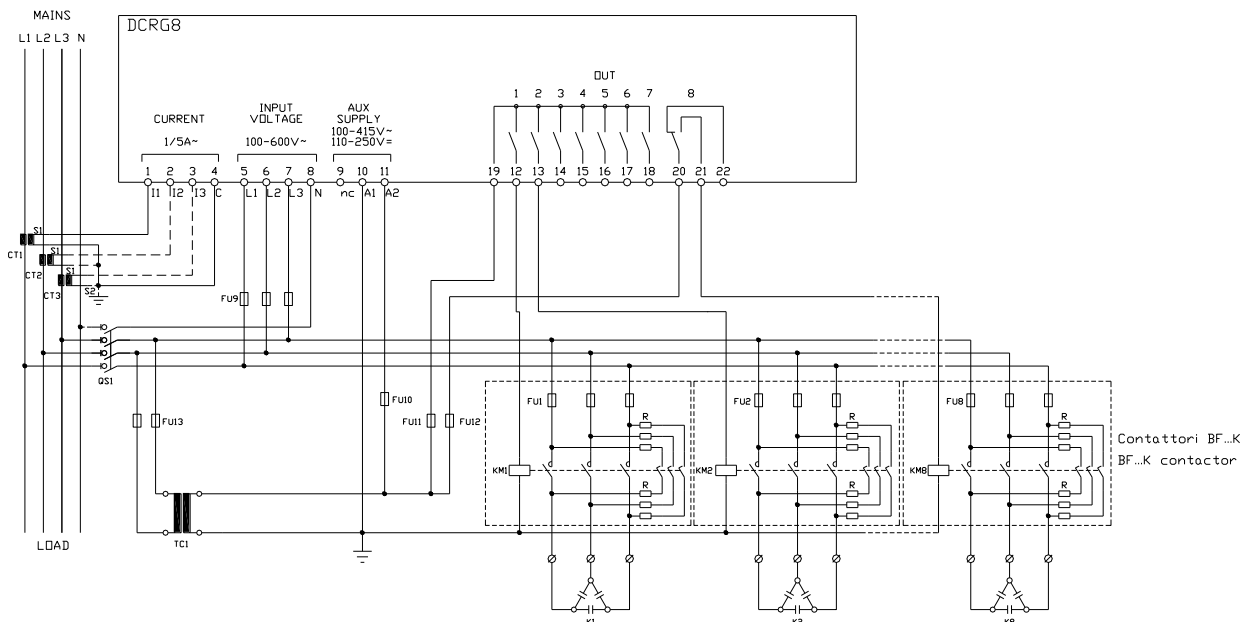 MAINS
DCRG8
L1 L2 L3 N
OUT
1 2 3 4 5 6 7 8
CURRENT
INPUT
VOLTAGE
AUX
SUPPLY
1/5A~
100-600V~
100-415V~
110-250V=
1 2 3 4 5 6 7 8 9 10 11 19 12 13 14 15 16 17 18 20 21 22
I1 I2 I3 C L1 L2 L3 N nc A1 A2
S1
CT1
S1
CT2
S1
CT3
S2
FU9
QS1
FU13
FU10
FU11
FU12
FU1
FU2
FU8
R
R
R
Contattori BF...K
BF...K contactor
KM1
KM2
KM8
R
R
R
TC1
LOAD
K1